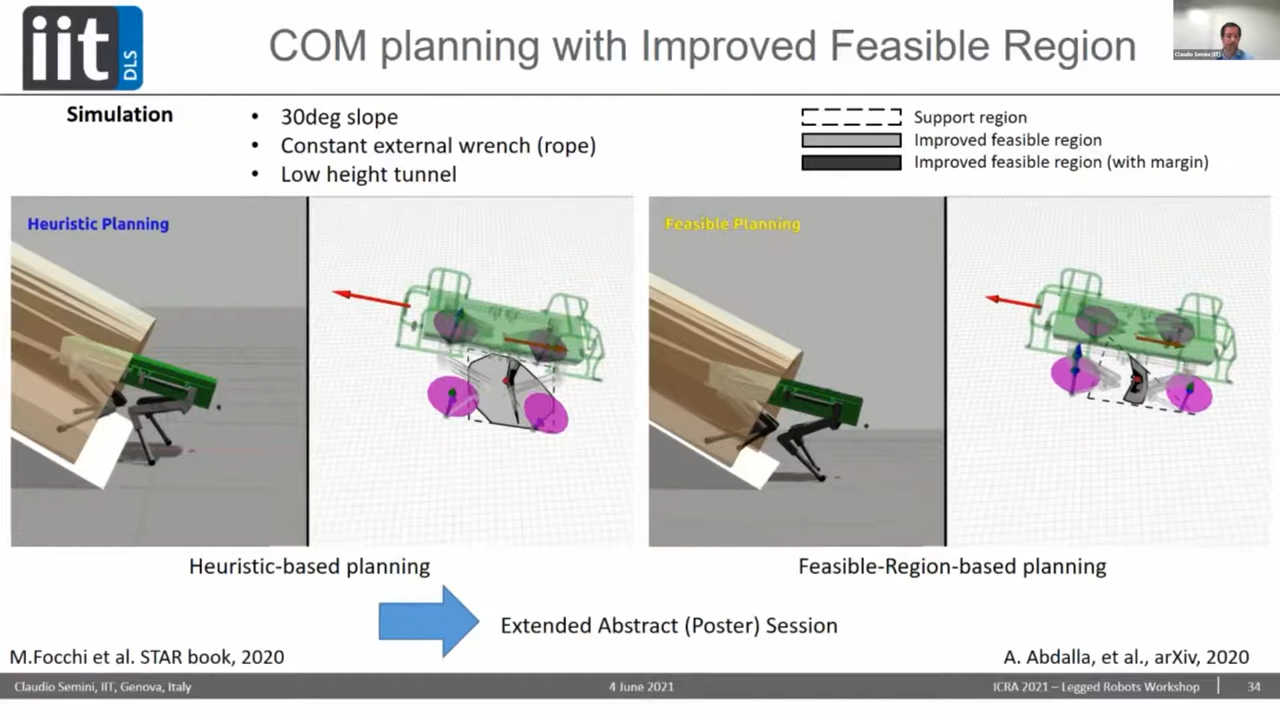 iit
DLS
COM planning with Improved Feasible Region
Claudio Semini (IIT)
Simulation
• 30deg slope
• Constant external wrench (rope)
• Low height tunnel
Support region
Improved feasible region
Improved feasible region (with margin)
Heuristic Planning
Feasible Planning
Heuristic-based planning
Feasible-Region-based planning
Extended Abstract (Poster) Session
M.Focchi et al. STAR book, 2020
A. Abdalla, et al., arXiv, 2020
Claudio Semini, IIT, Genova, Italy
4 June 2021
ICRA 2021 – Legged Robots Workshop
34